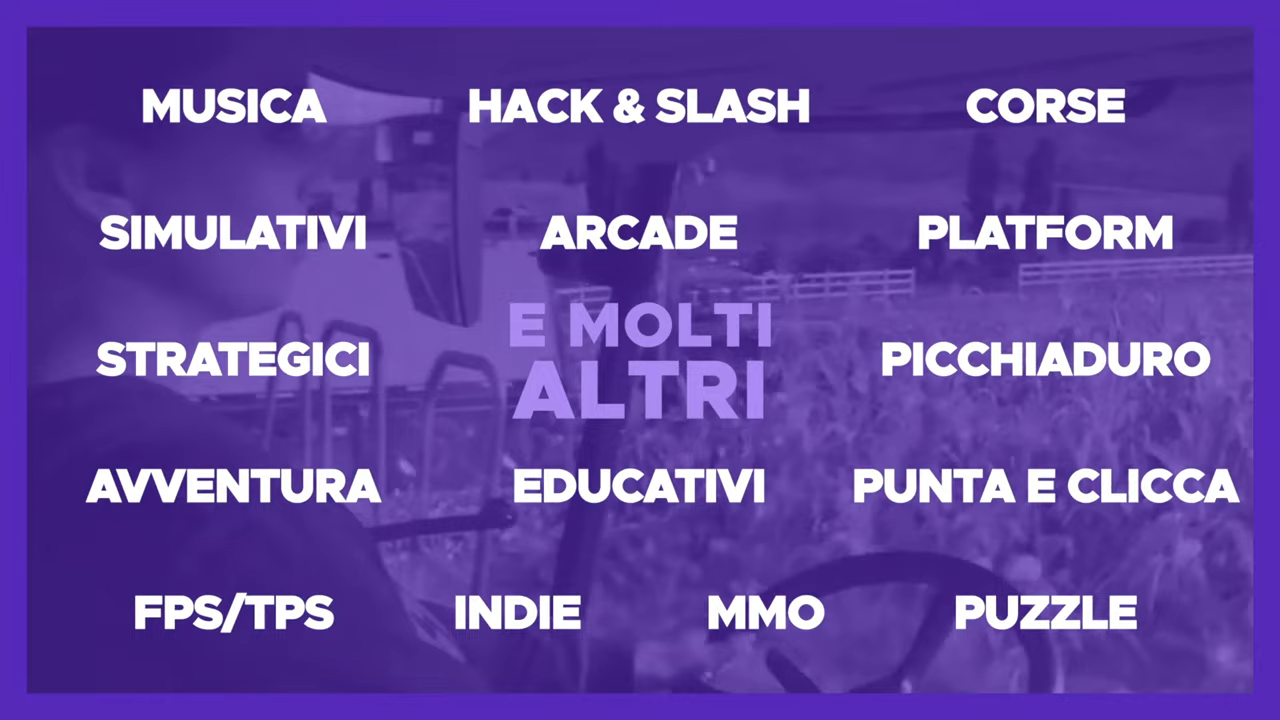 MUSICA
HACK & SLASH
CORSE
SIMULATIVI
ARCADE
PLATFORM
STRATEGICI
E MOLTI
ALTRI
PICCHIADURO
AVVENTURA
EDUCATIVI
PUNTA E CLICCA
FPS/TPS
INDIE
MMO
PUZZLE